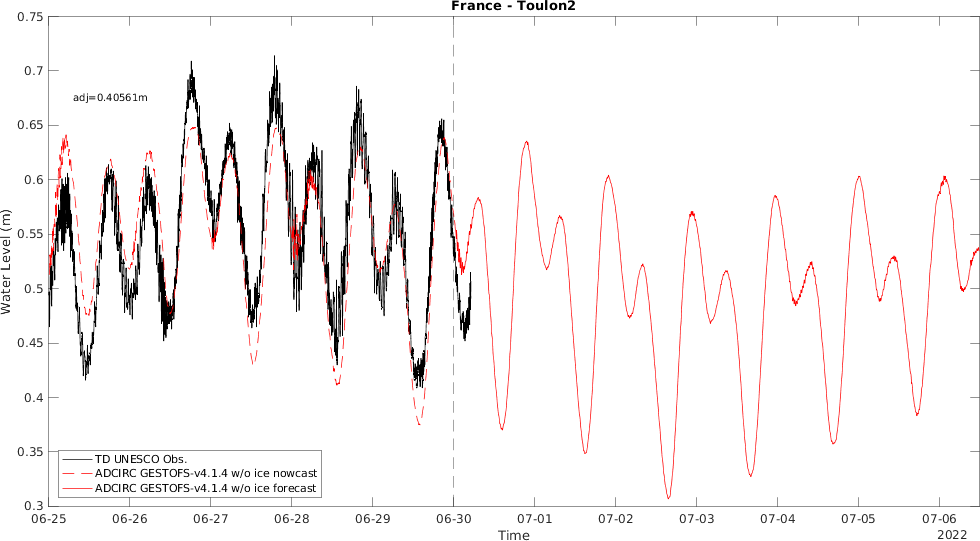 France - Toulon2
0.75
0.7
0.65
0.6
0.55
0.5
0.45
0.4
0.35
0.3
Water Level (m)
adj=0.40561m
TD UNESCO Obs.
ADCIRC GESTOFS-v4.1.4 w/o ice nowcast
ADCIRC GESTOFS-v4.1.4 w/o ice forecast
06-25 06-26 06-27 06-28 06-29 06-30 07-01 07-02 07-03 07-04 07-05 07-06
Time
2022